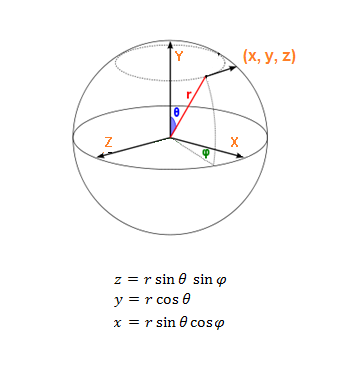 Y
(x, y, z)
r
θ
Z
X
φ
z = r sin θ sin φ
y = r cos θ
x = r sin θ cos φ